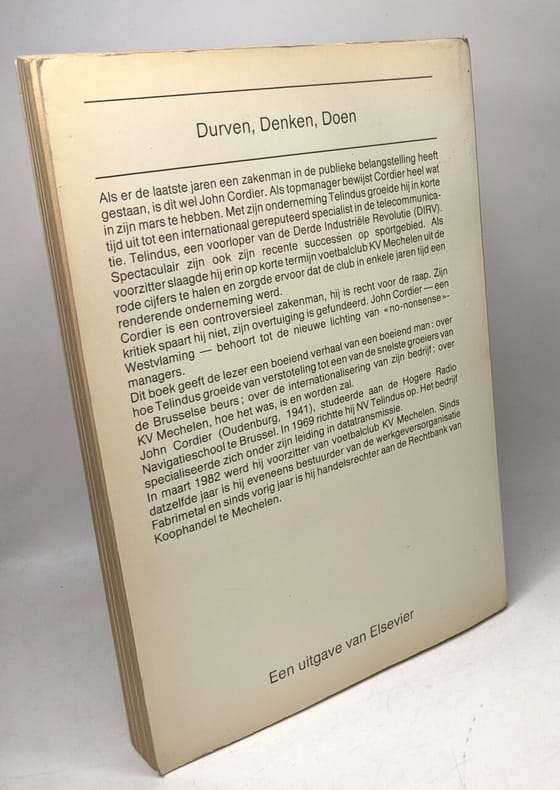 Durven, Denken, Doen
Als er de laatste jaren een zakenman in de publieke belangstelling heeft
gestaan, is dit wel John Cordier. Als topmanager bewijst Cordier heel wat
in zijn mars te hebben. Met zijn onderneming Telindus groeide hij in korte
tijd uit tot een internationaal gereputeerd specialist in de telecommunica-
tie. Telindus, een voorloper van de Derde Industriële Revolutie (DIRV).
Spectaculair zijn ook zijn recente successen op sportgebied. Als
voorzitter slaagde hij erin op korte termijn voetbalclub KV Mechelen uit de
rode cijfers te halen en zorgde ervoor dat de club in enkele jaren tijd een
renderende onderneming werd.
Cordier is een controversieel zakenman, hij is recht voor de raap. Zijn
kritiek spaart hij niet, zijn overtuiging is gefundeerd. John Cordier — een
Westvlaming — behoort tot de nieuwe lichting van «no-nonsense»-
managers.
Dit boek geeft de lezer een boeiend verhaal van een boeiend man: over
hoe Telindus groeide van verstoteling tot een van de snelste groeiers van
de Brusselse beurs; over de internationalisering van zijn bedrijf; over
KV Mechelen, hoe het was, is en worden zal.
John Cordier (Oudenburg, 1941), studeerde aan de Hogere Radio
Navigatieschool te Brussel. In 1969 richtte hij NV Telindus op. Het bedrijf
specialiseerde zich onder zijn leiding in datatransmissie.
In maart 1982 werd hij voorzitter van voetbalclub KV Mechelen. Sinds
datzelfde jaar is hij eveneens bestuurder van de werkgeversorganisatie
Fabrimetal en sinds vorig jaar is hij handelsrechter aan de Rechtbank van
Koophandel te Mechelen.
Een uitgave van Elsevier